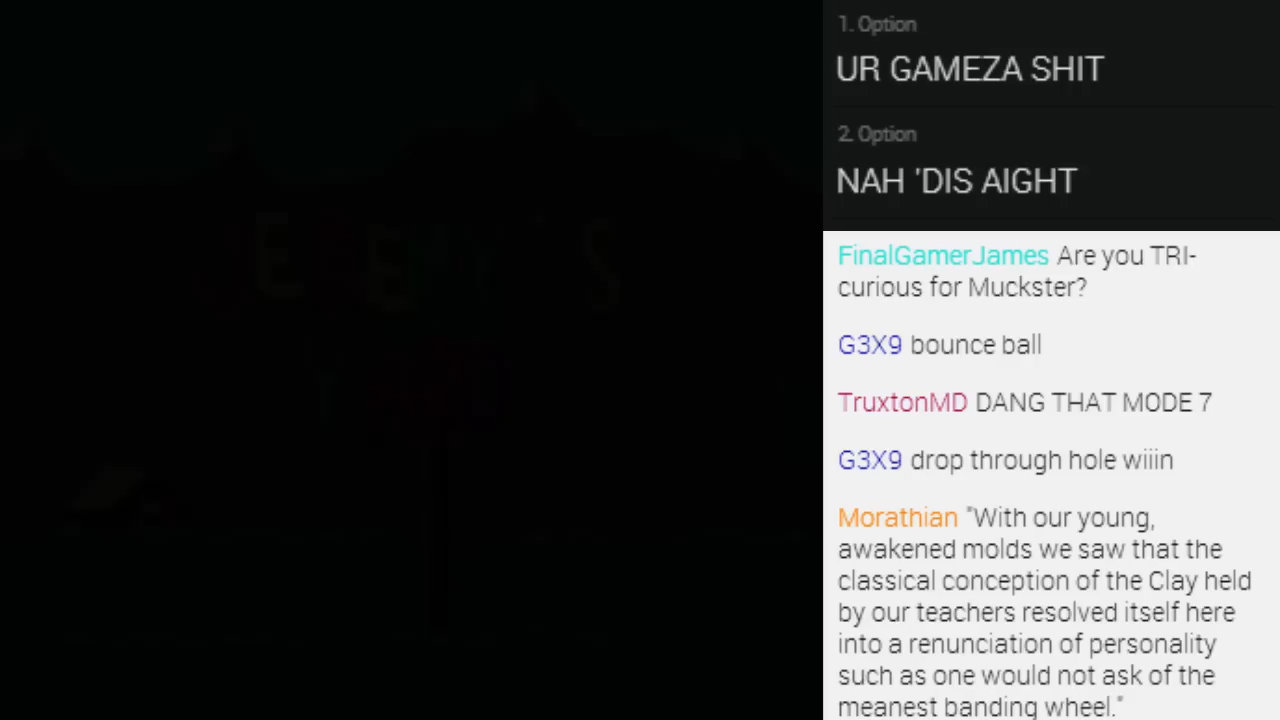 1. Option
UR GAMEZA SHIT
2. Option
NAH 'DIS AIGHT
FinalGamerJames Are you TRI-
curious for Muckster?
G3X9 bounce ball
TruxtonMD DANG THAT MODE 7
G3X9 drop through hole wiiin
Morathian "With our young,
awakened molds we saw that the
classical conception of the Clay held
by our teachers resolved itself here
into a renunciation of personality
such as one would not ask of the
meanest banding wheel."